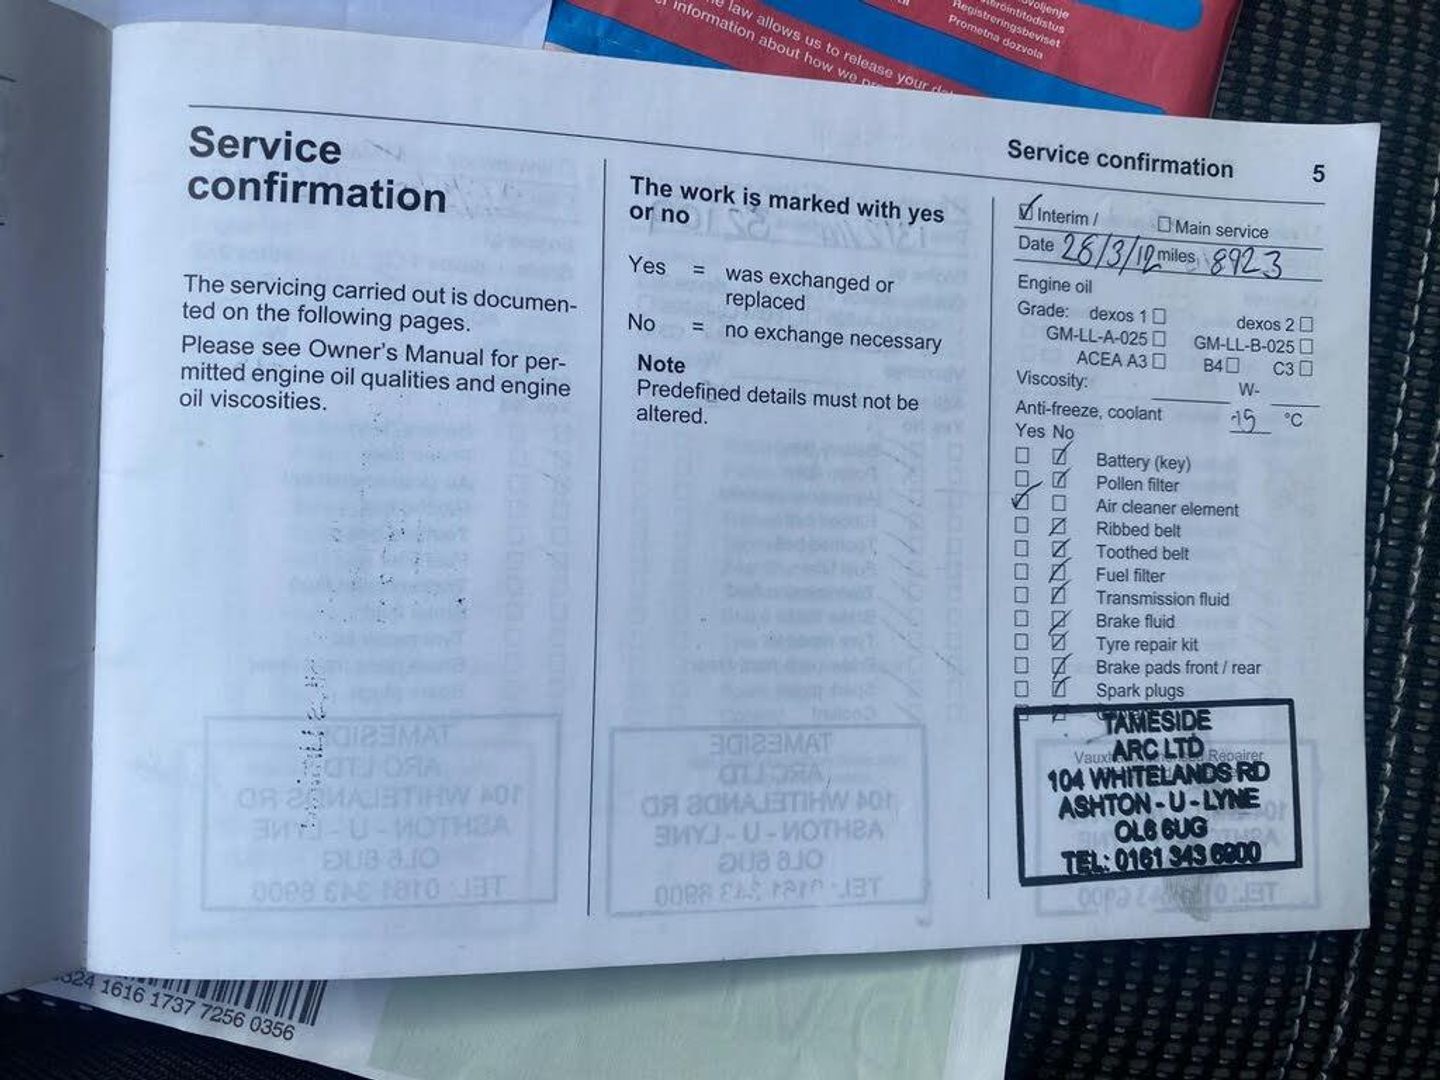 voljenje
Registreringsbeviset
Prometna dozvola
the law allows us to release your
information about how we
Service confirmation 5
Service
confirmation
The servicing carried out is documen-
ted on the following pages.
Please see Owner's Manual for per-
mitted engine oil qualities and engine
oil viscosities.
The work is marked with yes
or no
Yes = was exchanged or
replaced
No = no exchange necessary
Note
Predefined details must not be
altered.
Interim / Main service
Date 28/3/12 miles 8923
Engine oil
Grade: dexos 1 dexos 2
GM-LL-A-025 GM-LL-B-025
ACEA A3 B4 C3
Viscosity: W-
Anti-freeze, coolant °C
Yes No
Battery (key)
Pollen filter
Air cleaner element
Ribbed belt
Toothed belt
Fuel filter
Transmission fluid
Brake fluid
Tyre repair kit
Brake pads front / rear
Spark plugs
TAMESIDE
ARC LTD
Repairer
104 WHITELANDS RD
ASHTON - U - LYNE
OL6 6UG
TEL: 0161 343 6900
1616 1737 7256 0356